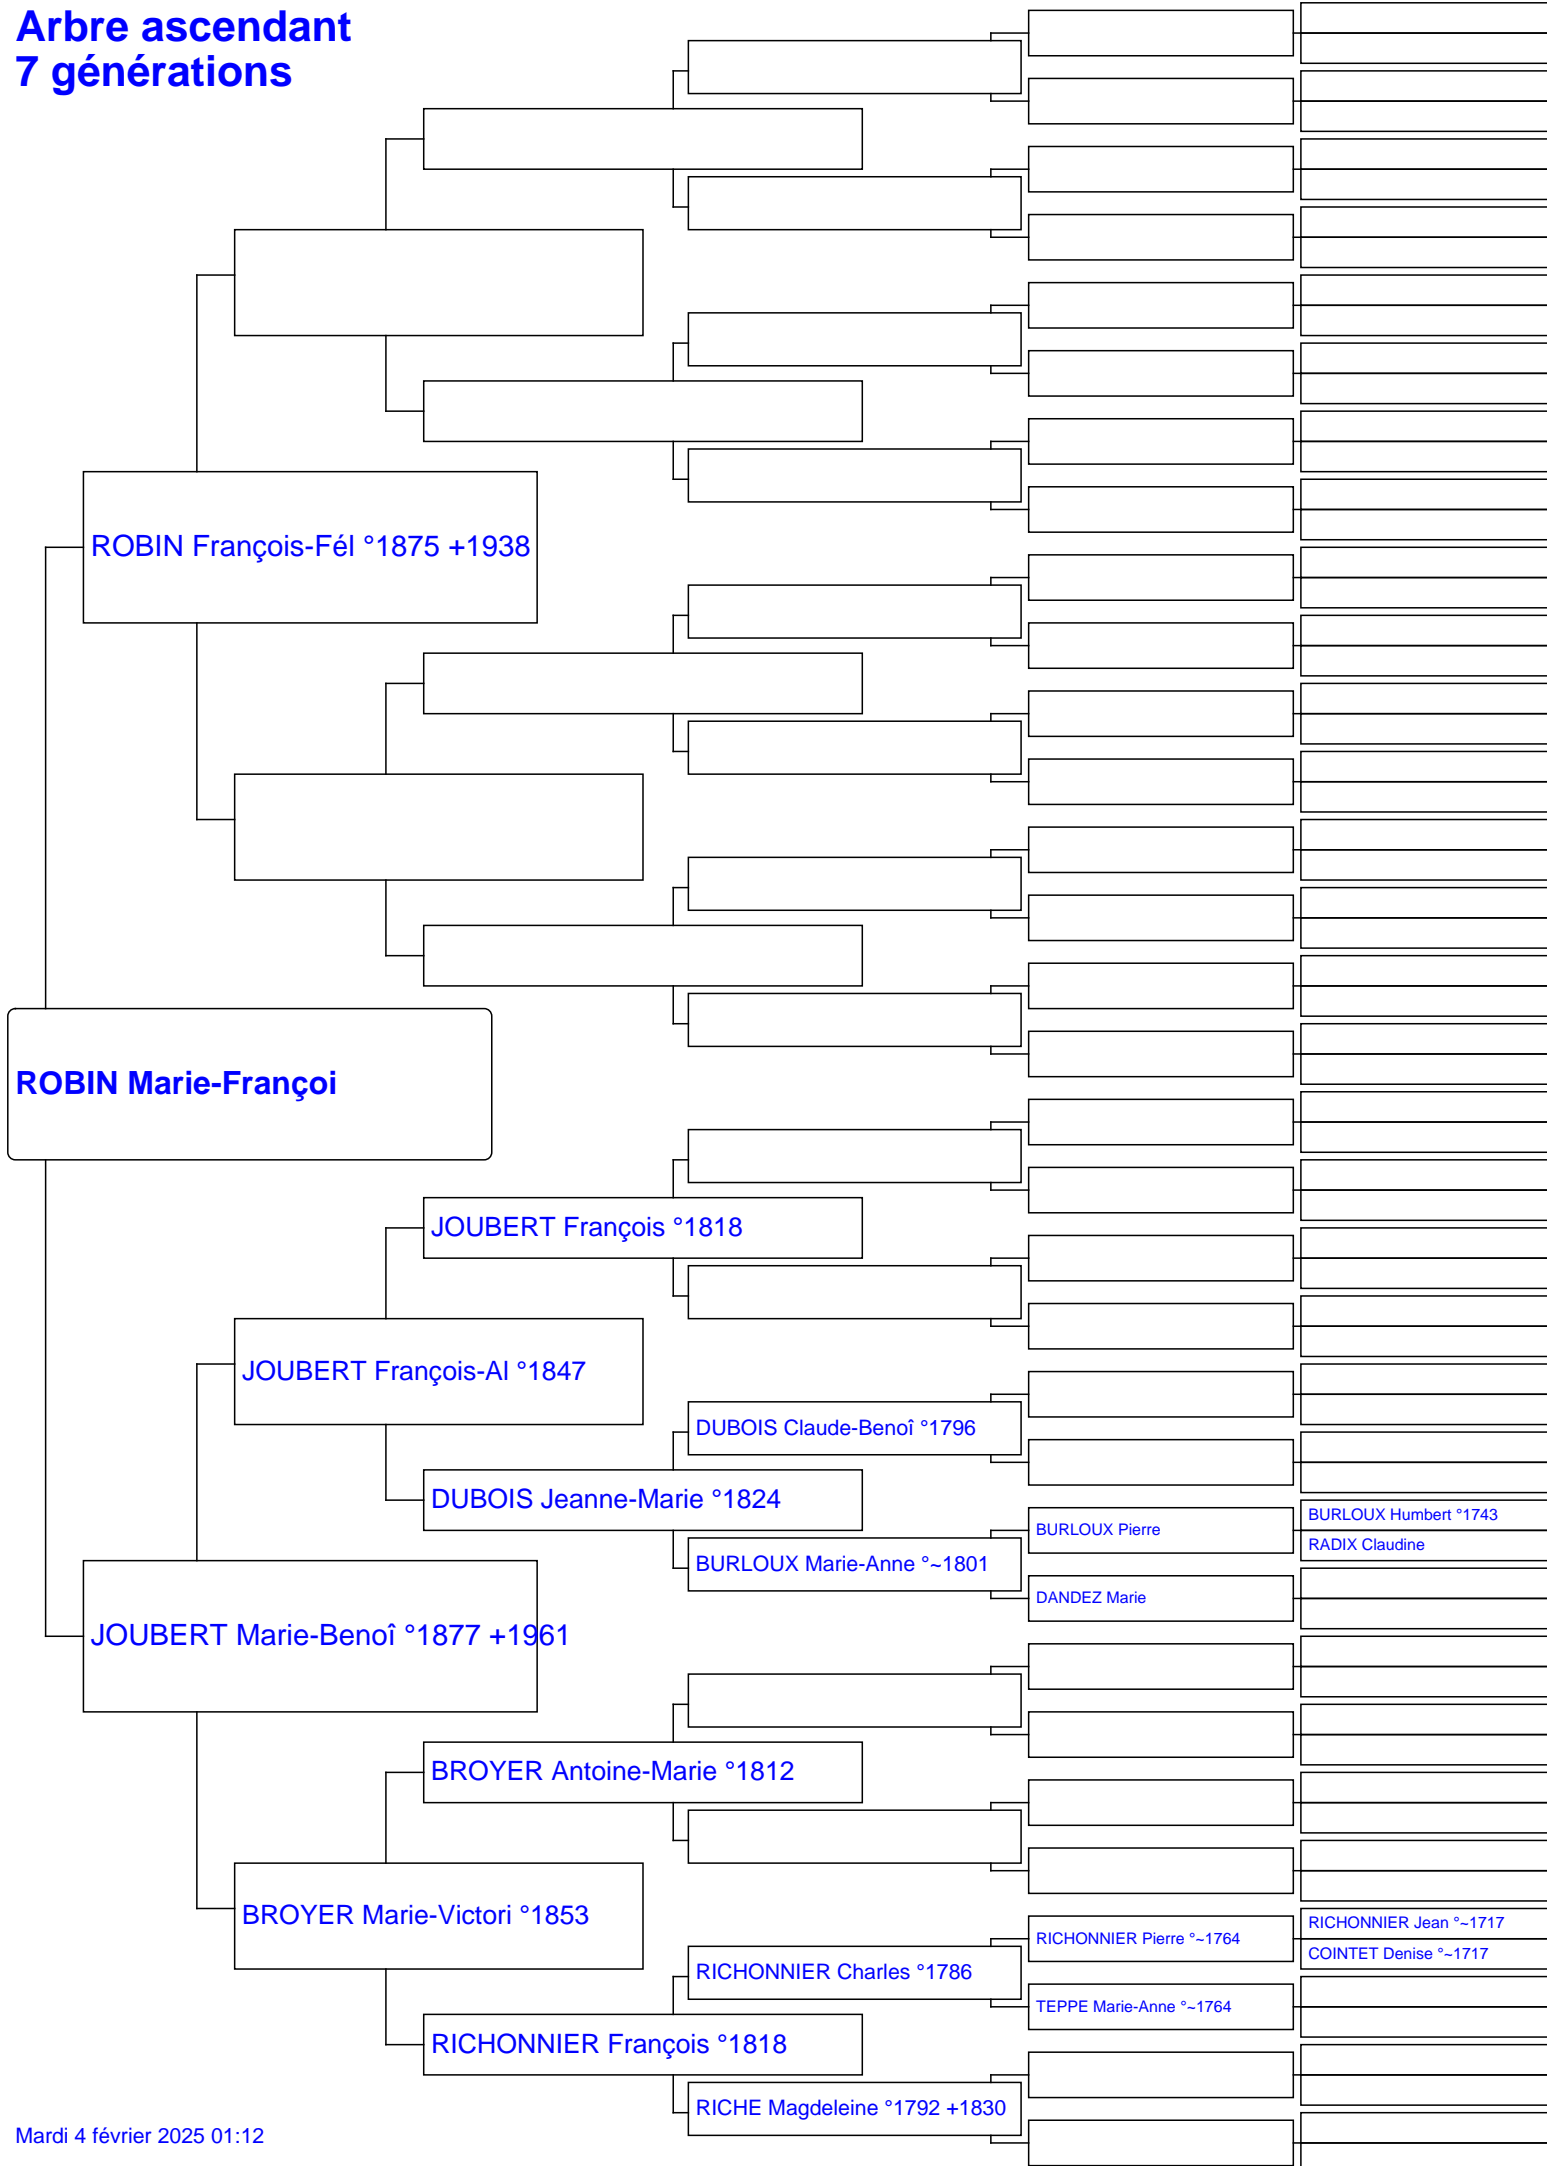 Arbre ascendant
7 générations
ROBIN François-Fél °1875 +1938
ROBIN Marie-Françoi
JOUBERT François °1818
JOUBERT François-Al °1847
DUBOIS Claude-Benoî °1796
DUBOIS Jeanne-Marie °1824
BURLOUX Humbert °1743
BURLOUX Pierre
RADIX Claudine
BURLOUX Marie-Anne °~1801
DANDEZ Marie
JOUBERT Marie-Benoî °1877 +1961
BROYER Antoine-Marie °1812
BROYER Marie-Victori °1853
RICHONNIER Jean °~1717
RICHONNIER Pierre °~1764
COINTET Denise °~1717
RICHONNIER Charles °1786
TEPPE Marie-Anne °~1764
RICHONNIER François °1818
RICHE Magdeleine °1792 +1830
Mardi 4 février 2025 01:12